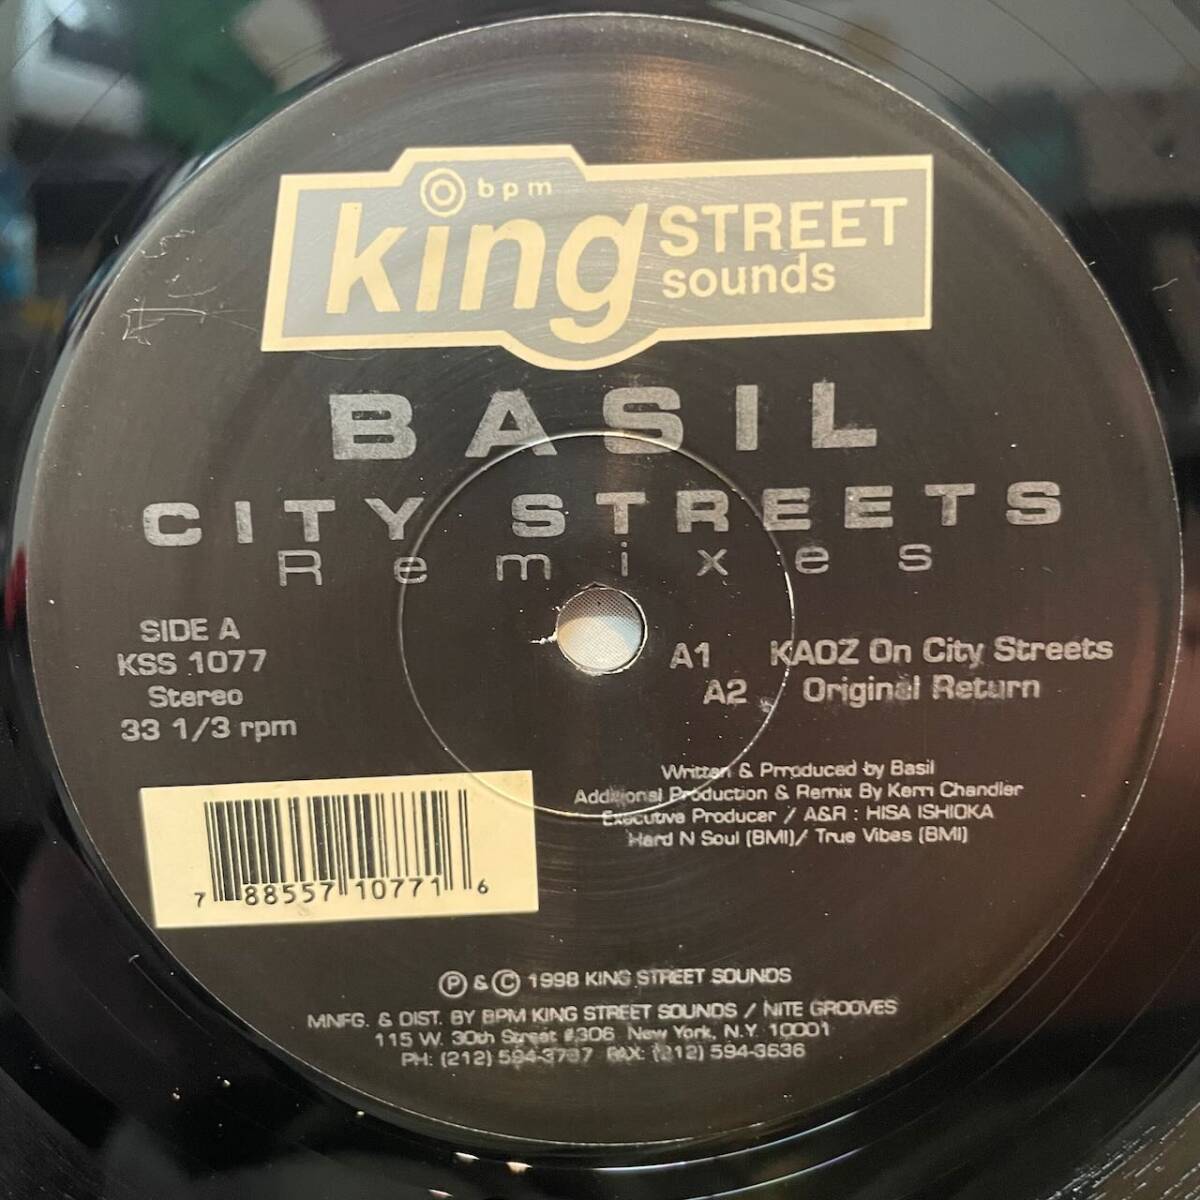 bpm
king STREET
sounds
BASIL
CITY STREETS
Remixes
SIDE A
KSS 1077
Stereo
33 1/3 rpm
A1 KAOZ On City Streets
A2 Original Return
Written & Prroduced by Basil
Additional Production & Remix By Kerri Chandler
Executive Producer / A&R : HISA ISHIOKA
Hard N Soul (BMI)/ True Vibes (BMI)
7 88557 10771 6
Ⓟ & © 1998 KING STREET SOUNDS
MNFG. & DIST. BY BPM KING STREET SOUNDS / NITE GROOVES
115 W. 30th Street #306 New York, N.Y. 10001
PH: (212) 594-3737 FAX: (212) 594-3636